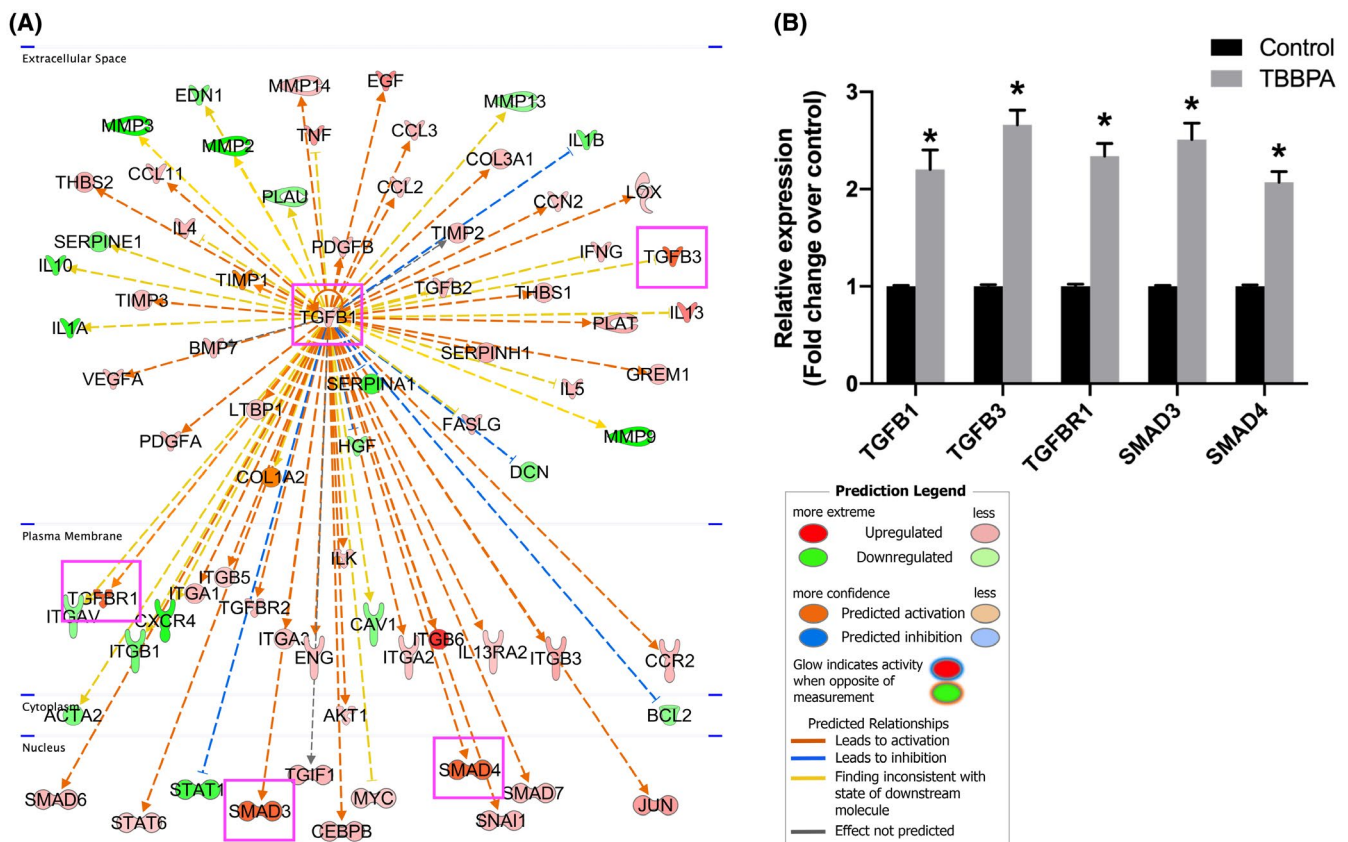 (A)
Extracellular Space
EDN1
MMP14
EGF
MMP13
MMP3
MMP2
TNF
CCL3
IL1B
COL3A1
THBS2
CCL11
PLAU
CCL2
CCN2
LOX
IL4
SERPINE1
PDGFB
TIMP2
IFNG
TGFB3
IL10
TIMP1
TGFB2
THBS1
TIMP3
TGFB1
IL13
PLAT
IL1A
BMP7
SERPINH1
VEGFA
SERPINA1
IL5
GREM1
LTBP1
FASLG
PDGFA
HGF
MMP9
COL1A2
DCN
Plasma Membrane
ILK
ITGB5
TGFBR1
ITGA1
ITGAV
CXCR4
TGFBR2
CAV1
ITGB1
ITGA3
ENG
ITGB6
ITGA2
IL13RA2
ITGB3
CCR2
Cytoplasm
ACTA2
AKT1
BCL2
Nucleus
SMAD6
STAT1
TGIF1
SMAD4
STAT6
SMAD3
MYC
SMAD7
CEBPB
SNAI1
JUN
(B)
Control
TBBPA
Relative expression
(Fold change over control)
3
2
1
0
*
*
*
*
*
TGFB1
TGFB3
TGFBR1
SMAD3
SMAD4
Prediction Legend
more extreme less
Upregulated
Downregulated
more confidence less
Predicted activation
Predicted inhibition
Glow indicates activity
when opposite of
measurement
Predicted Relationships
Leads to activation
Leads to inhibition
Finding inconsistent with
state of downstream
molecule
Effect not predicted